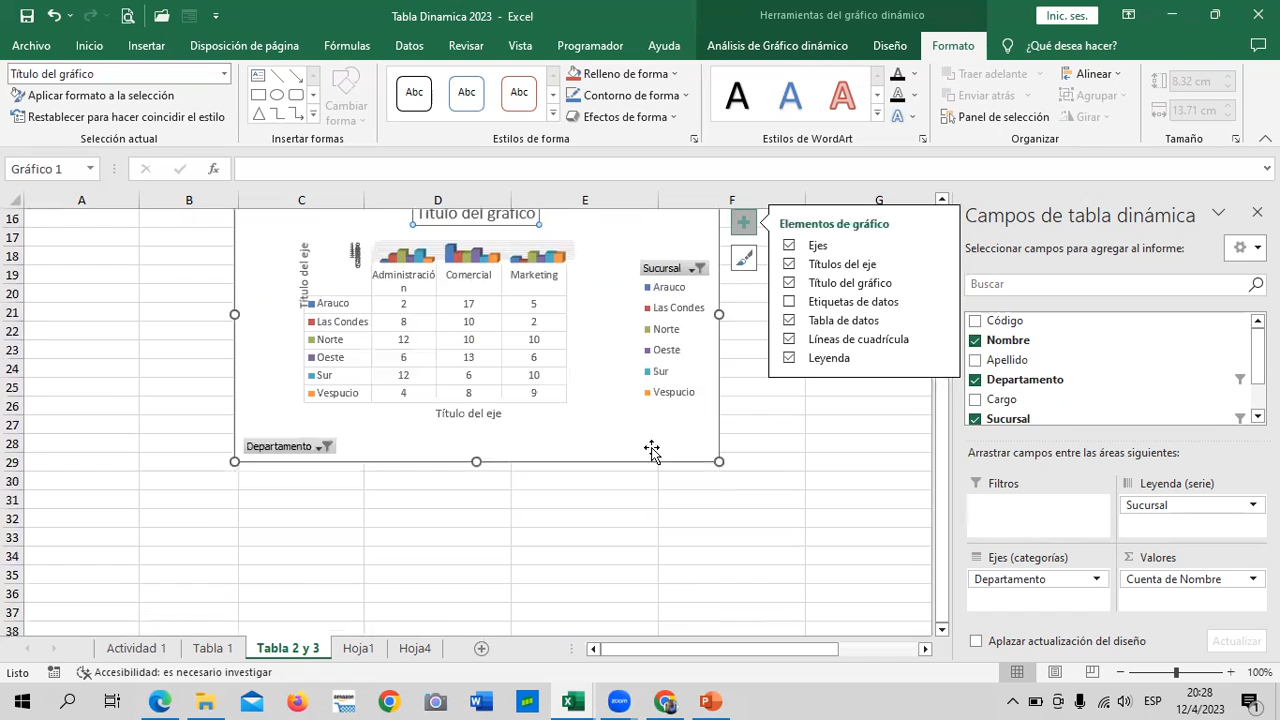 Tabla Dinamica 2023 - Excel
Herramientas del gráfico dinámico
Inic. ses.
Archivo Inicio Insertar Disposición de página Fórmulas Datos Revisar Vista Programador Ayuda Análisis de Gráfico dinámico Diseño Formato ¿Qué desea hacer?
Título del gráfico
Aplicar formato a la selección
Restablecer para hacer coincidir el estilo
Selección actual
Cambiar
forma
Insertar formas
Abc Abc Abc
Relleno de forma
Contorno de forma
Efectos de forma
Estilos de forma
A A A
Estilos de WordArt
Traer adelante
Enviar atrás
Panel de selección
Alinear
Agrupar
Girar
Organizar
8.32 cm
13.71 cm
Tamaño
Gráfico 1
fx
A B C D E F G
16
17
18
19
20
21
22
23
24
25
26
27
28
29
30
31
32
33
34
35
36
37
38
Título del gráfico
Título del eje
Administració
n
Comercial
Marketing
Arauco 2 17 5
Las Condes 8 10 2
Norte 12 10 10
Oeste 6 13 6
Sur 12 6 10
Vespucio 4 8 9
Título del eje
Departamento
Sucursal
Arauco
Las Condes
Norte
Oeste
Sur
Vespucio
Elementos de gráfico
Ejes
Títulos del eje
Título del gráfico
Etiquetas de datos
Tabla de datos
Líneas de cuadrícula
Leyenda
Campos de tabla dinámica
Seleccionar campos para agregar al informe:
Buscar
Código
Nombre
Apellido
Departamento
Cargo
Sucursal
Arrastrar campos entre las áreas siguientes:
Filtros
Leyenda (serie)
Sucursal
Ejes (categorías)
Departamento
Σ Valores
Cuenta de Nombre
Aplazar actualización del diseño
Actualizar
Actividad 1 Tabla 1 Tabla 2 y 3 Hoja1 Hoja4
Listo
Accesibilidad: es necesario investigar
100%
amazon
zoom
ESP
20:28
12/4/2023
1